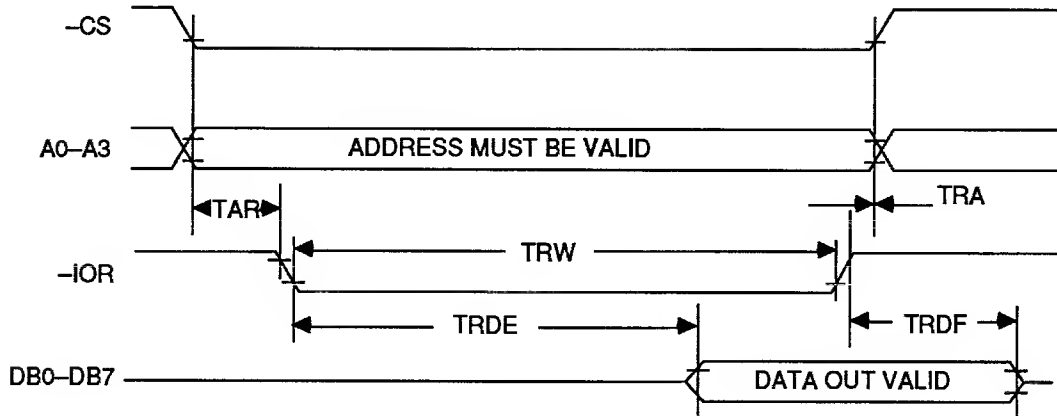 –CS
A0–A3
ADDRESS MUST BE VALID
TAR
TRA
–IOR
TRW
TRDE
TRDF
DB0–DB7
DATA OUT VALID